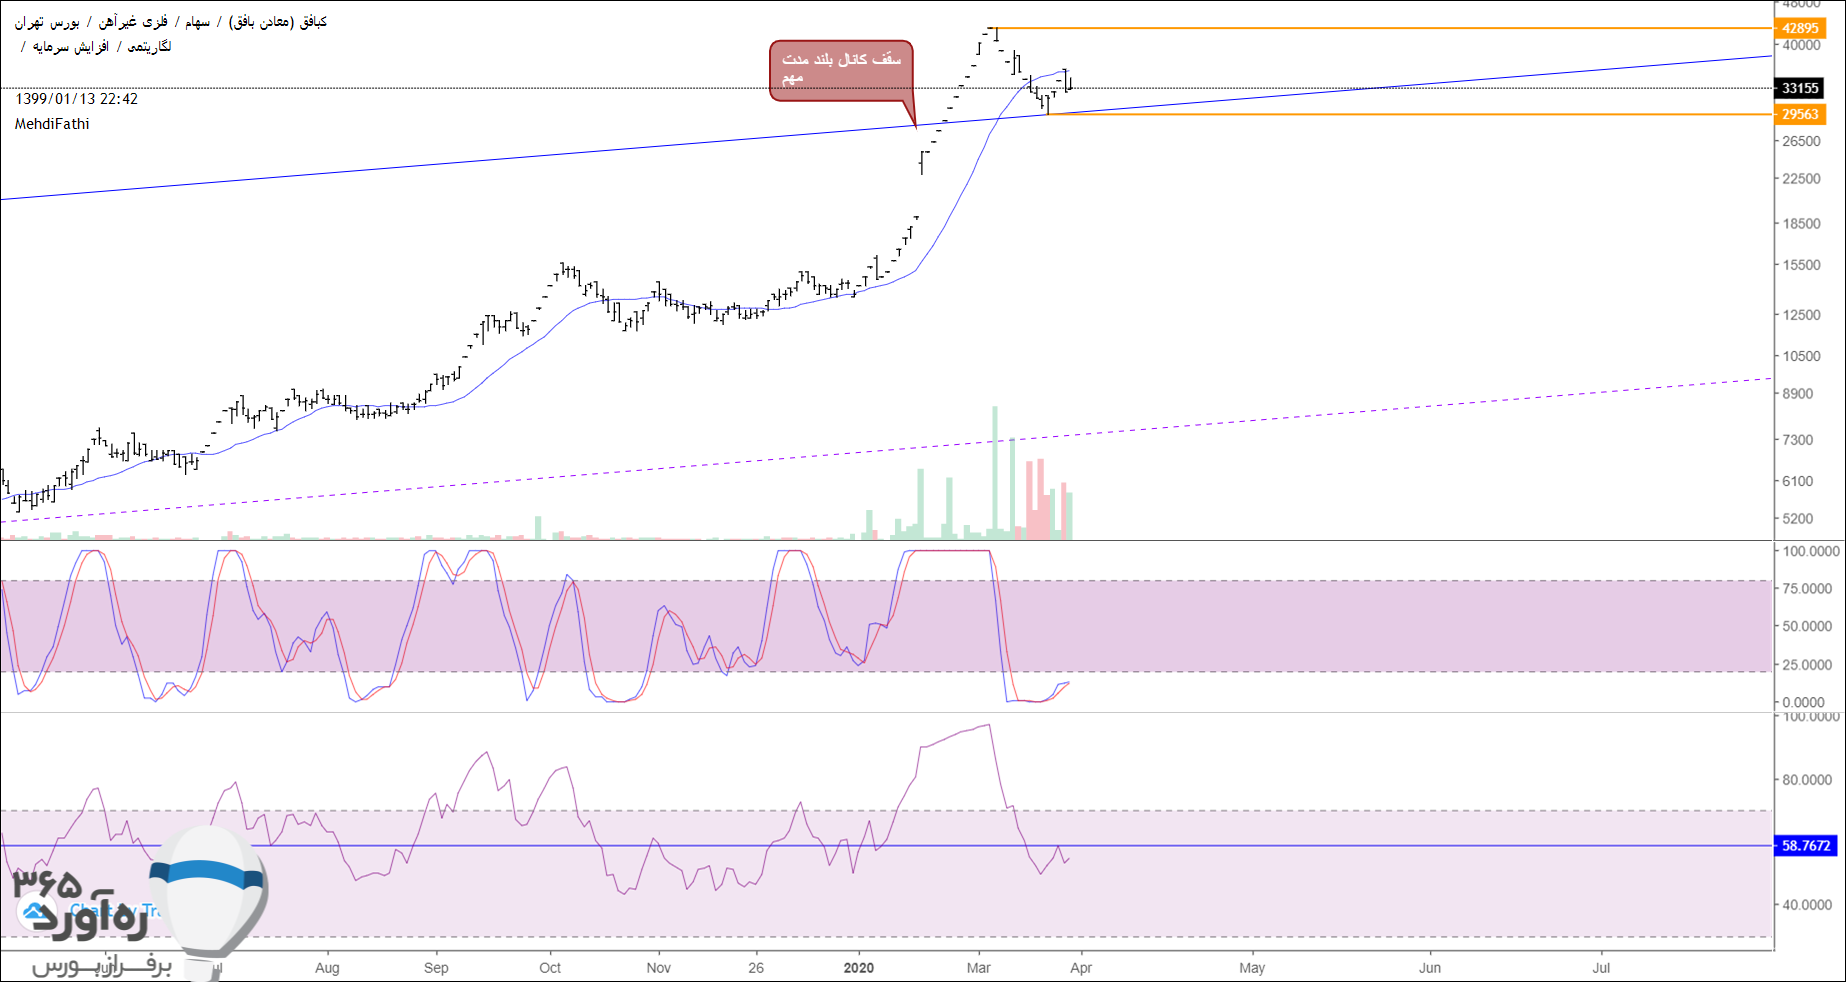 کبافق (معادن بافق) / سهام / فلزی غیرآهن / بورس تهران
لگاریتمی / افزایش سرمایه /
1399/01/13 22:42
MehdiFathi
سقف کانال بلند مدت
مهم
48000
42895
40000
33155
29563
26500
22500
18500
15500
12500
10500
8900
7300
6100
5200
100.0000
75.0000
50.0000
25.0000
0.0000
100.0000
80.0000
58.7672
40.0000
Aug
Sep
Oct
Nov
26
2020
Mar
Apr
May
Jun
Jul
ره‌آورد ۳۶۵
برفراز بورس